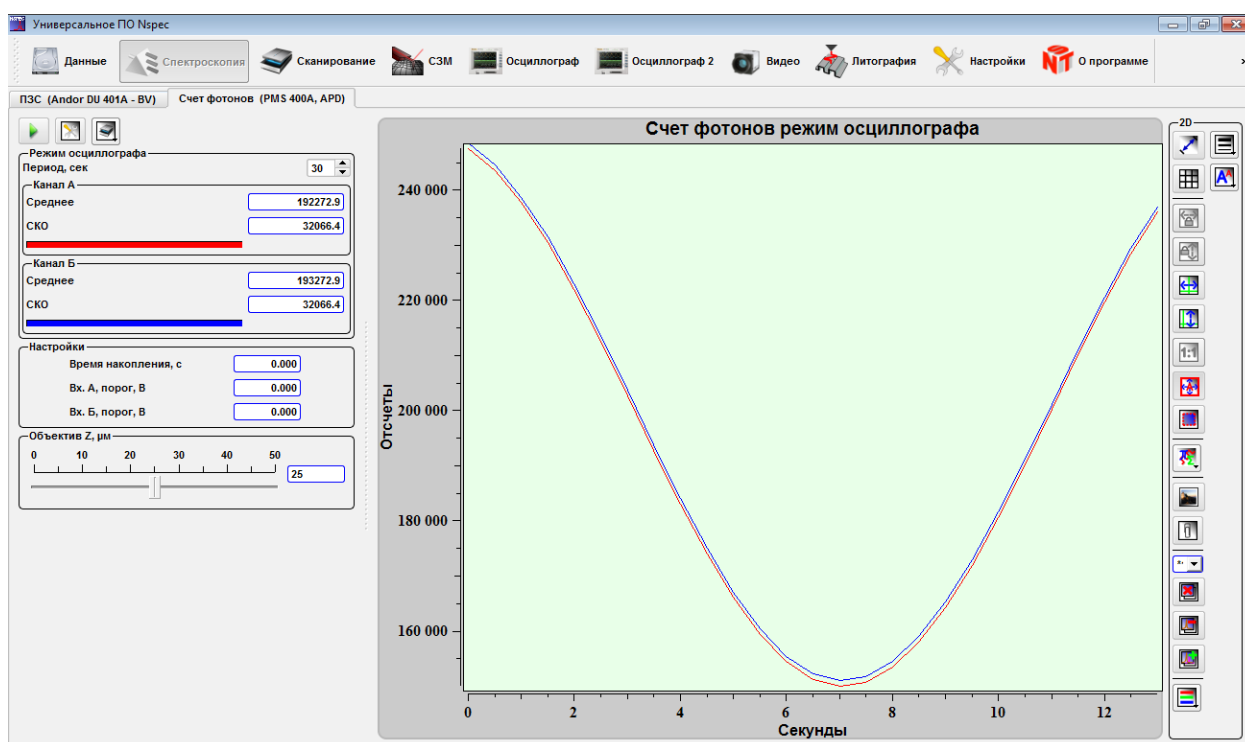 Универсальное ПО Nspec
Данные Спектроскопия Сканирование СЗМ Осциллограф Осциллограф 2 Видео Литография Настройки О программе
ПЗС (Andor DU 401A - BV) Счет фотонов (PMS 400A, APD)
Режим осциллографа
Период, сек 30
Канал А
Среднее 192272.9
СКО 32066.4
Канал Б
Среднее 193272.9
СКО 32066.4
Настройки
Время накопления, с 0.000
Вх. А, порог, В 0.000
Вх. Б, порог, В 0.000
Объектив Z, µm
0 10 20 30 40 50
25
Счет фотонов режим осциллографа
Отсчеты
240 000
220 000
200 000
180 000
160 000
0 2 4 6 8 10 12
Секунды
2D
1:1